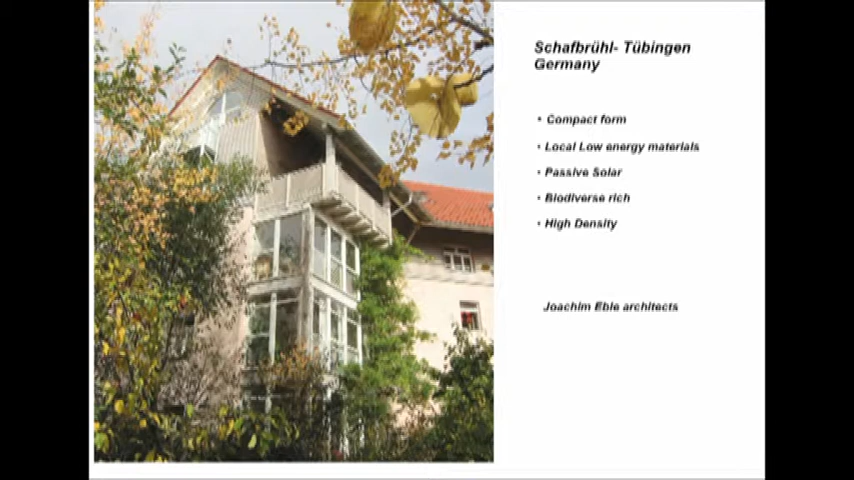 Schafbrühl- Tübingen
Germany
• Compact form
• Local Low energy materials
• Passive Solar
• Biodiverse rich
• High Density
Joachim Eble architects